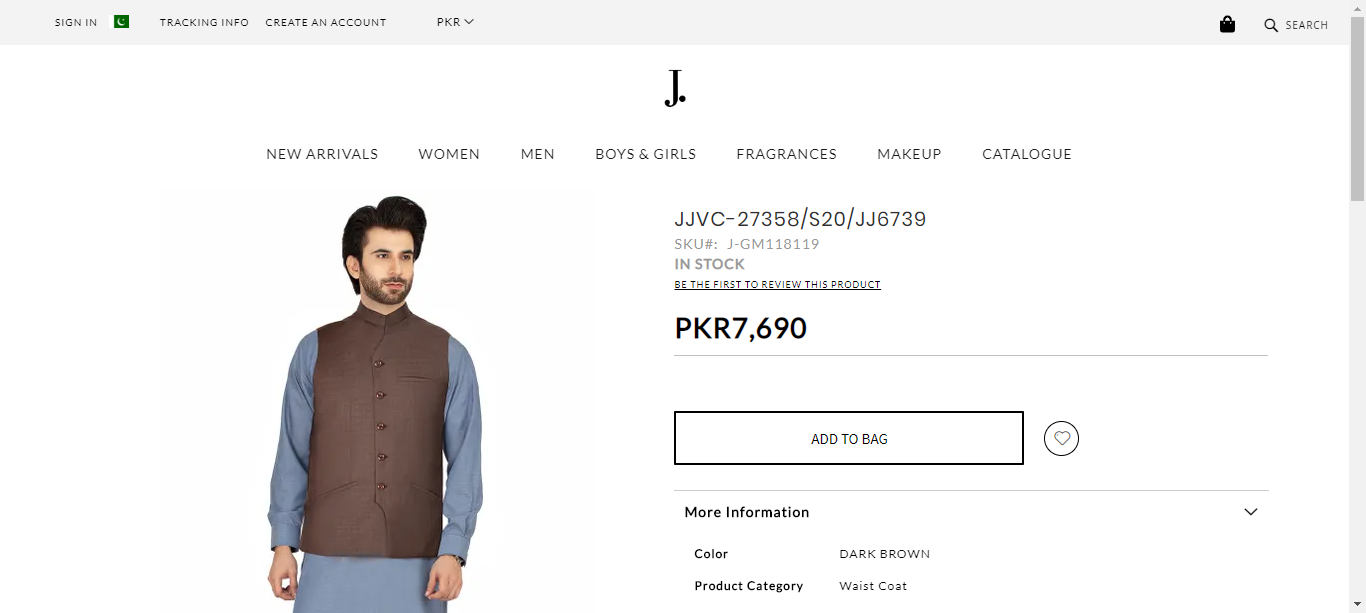 SIGN IN TRACKING INFO CREATE AN ACCOUNT PKR SEARCH
J.
NEW ARRIVALS WOMEN MEN BOYS & GIRLS FRAGRANCES MAKEUP CATALOGUE
JJVC-27358/S20/JJ6739
SKU#: J-GM118119
IN STOCK
BE THE FIRST TO REVIEW THIS PRODUCT
PKR7,690
ADD TO BAG
More Information
Color DARK BROWN
Product Category Waist Coat